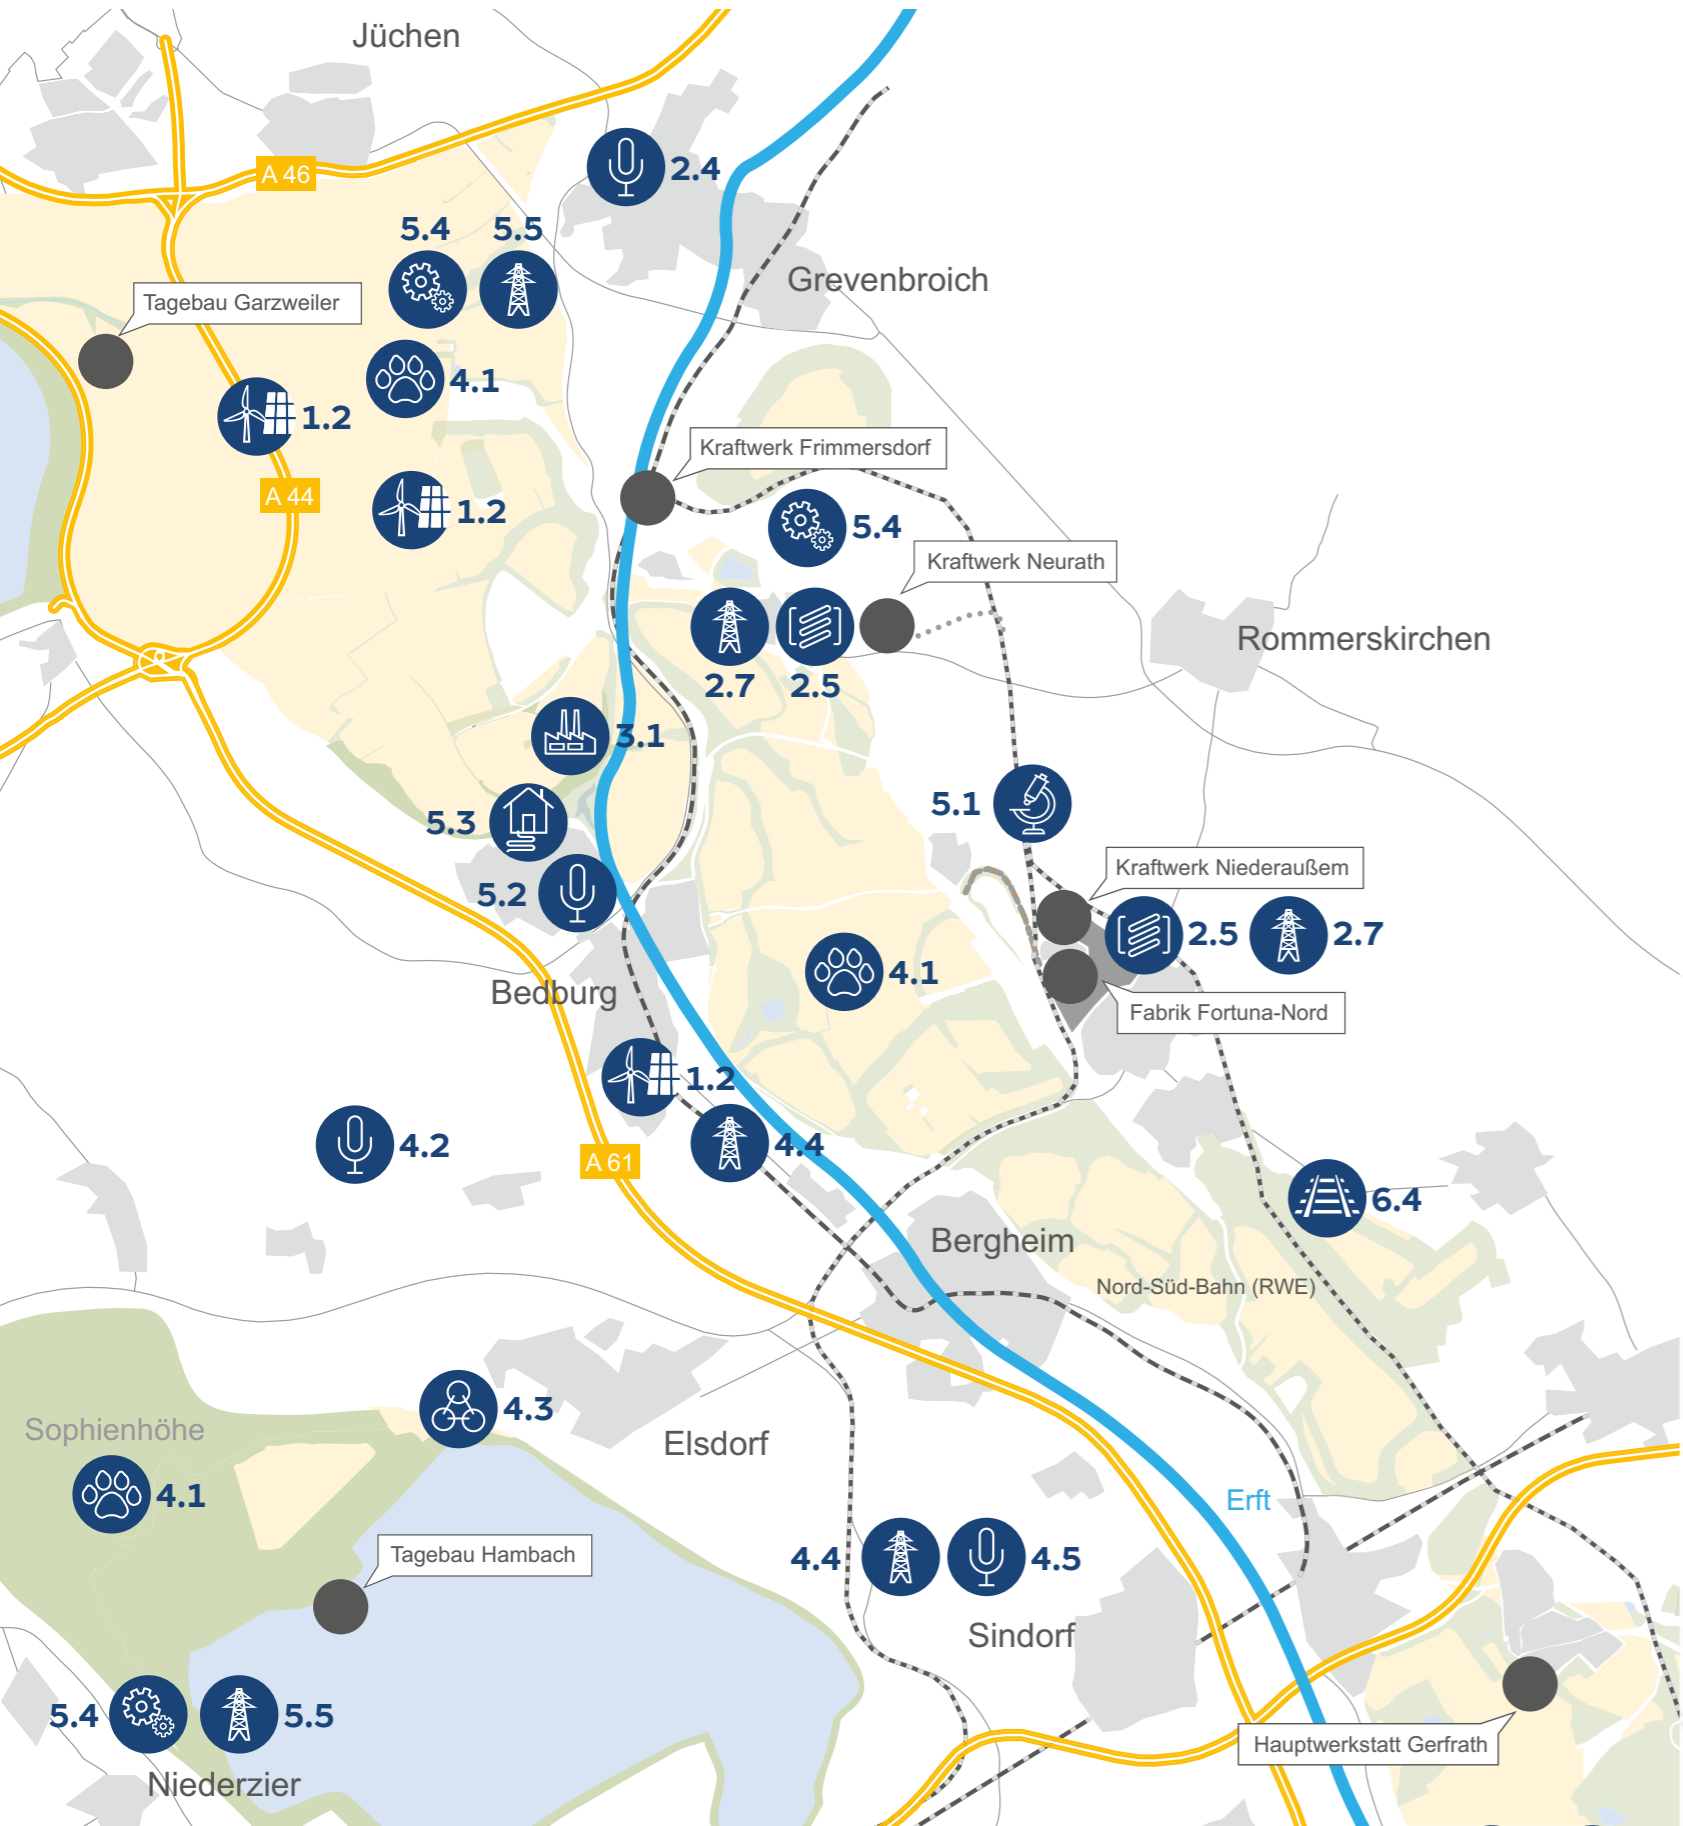 Jüchen
A 46
2.4
5.4
5.5
Grevenbroich
Tagebau Garzweiler
4.1
1.2
Kraftwerk Frimmersdorf
A 44
1.2
5.4
Kraftwerk Neurath
Rommerskirchen
2.7
2.5
3.1
5.1
5.3
Kraftwerk Niederaußem
5.2
2.5
2.7
4.1
Bedburg
Fabrik Fortuna-Nord
1.2
4.2
A 61
4.4
6.4
Bergheim
Nord-Süd-Bahn (RWE)
4.3
Sophienhöhe
Elsdorf
4.1
Erft
Tagebau Hambach
4.4
4.5
Sindorf
5.4
5.5
Hauptwerkstatt Gerfrath
Niederzier